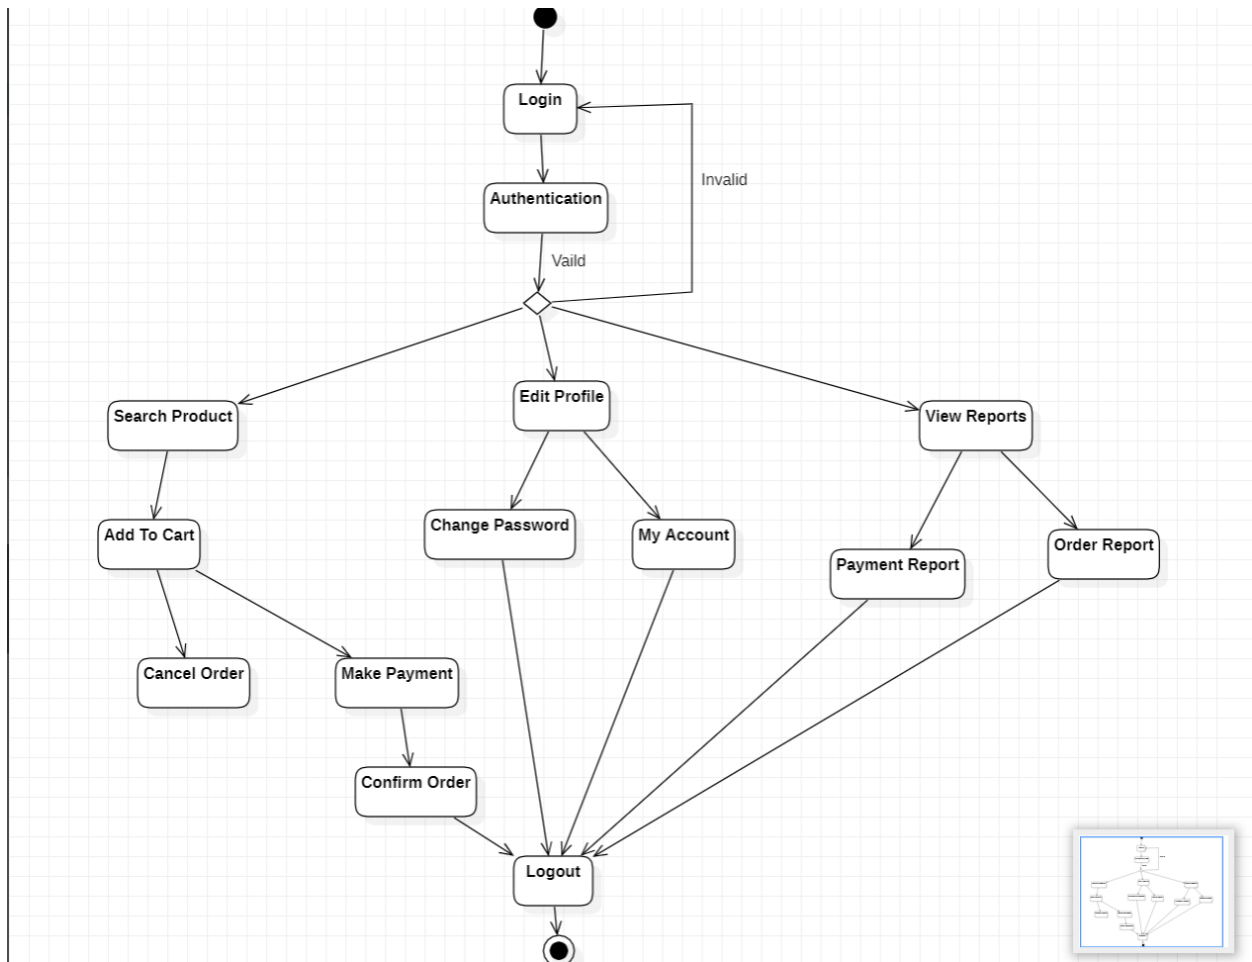 Login
Invalid
Authentication
Vaild
Edit Profile
Search Product
View Reports
Change Password
Add To Cart
My Account
Order Report
Payment Report
Cancel Order
Make Payment
Confirm Order
Logout